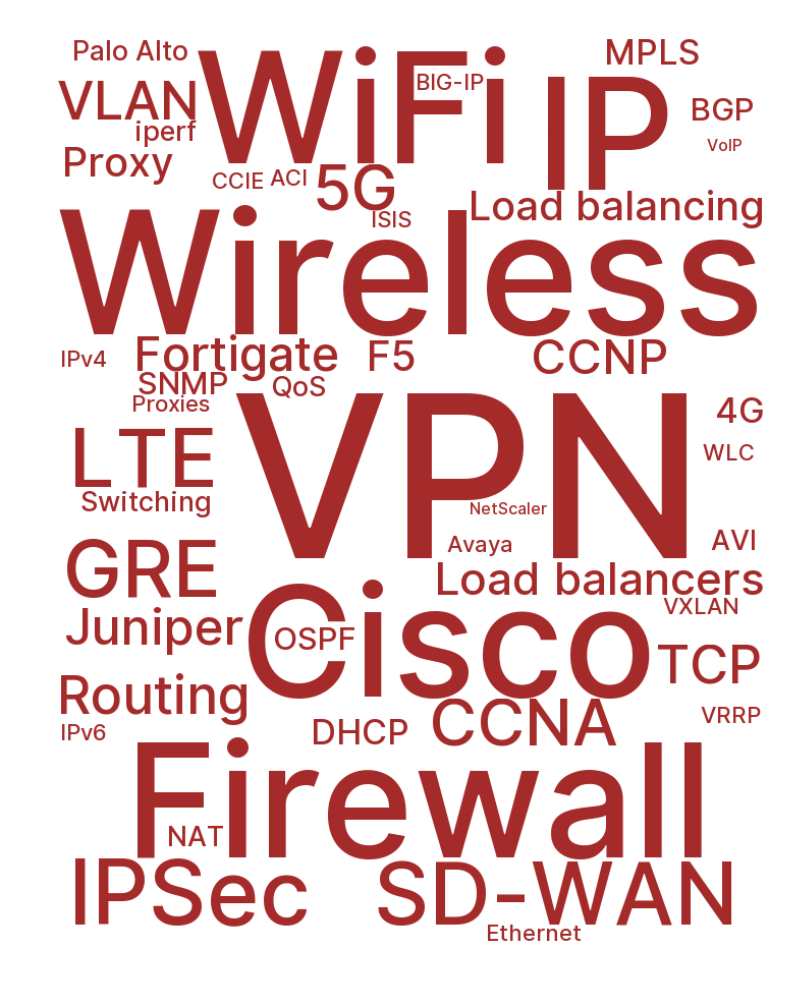 Palo Alto
MPLS
WiFi
BIG-IP
IP
VLAN
BGP
iperf
VoIP
Proxy
CCIE
ACI
5G
Load balancing
ISIS
Wireless
IPv4
Fortigate
F5
CCNP
SNMP
QoS
Proxies
VPN
4G
LTE
WLC
Switching
NetScaler
Avaya
AVI
GRE
Load balancers
VXLAN
Juniper
Cisco
OSPF
TCP
Routing
CCNA
VRRP
IPv6
DHCP
Firewall
NAT
IPSec
SD-WAN
Ethernet